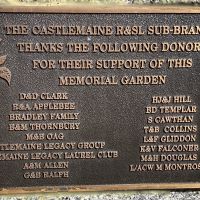 THE CASTLEMAINE R&SL SUB-BRAN
THANKS THE FOLLOWING DONOR
FOR THEIR SUPPORT OF THIS
MEMORIAL GARDEN
D&D CLARK
R&A APPLEBEE
BRADLEY FAMILY
B&M THORNBURY
M&B OAG
LEMAINE LEGACY GROUP
EMAINE LEGACY LAUREL CLUB
A&M ALLEN
G&B RALPH
HJ&J HILL
BD TEMPLAR
S CAWTHAN
T&B COLLINS
L&F GLIDDON
K&V FALCONER
M&H DOUGLAS
L/ACW M MONTROS